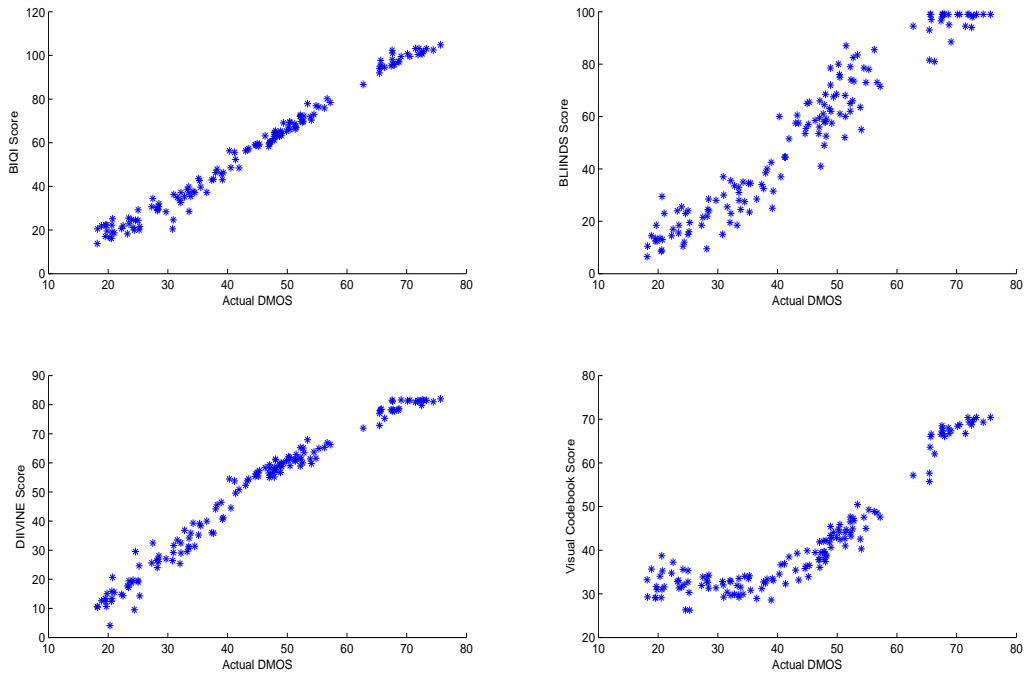 120
100
80
60
40
20
0
BIQI Score
10 20 30 40 50 60 70 80
Actual DMOS
100
80
60
40
20
0
BLIINDS Score
10 20 30 40 50 60 70 80
Actual DMOS
90
80
70
60
50
40
30
20
10
0
DIIVINE Score
10 20 30 40 50 60 70 80
Actual DMOS
80
70
60
50
40
30
20
Visual Codebook Score
10 20 30 40 50 60 70 80
Actual DMOS